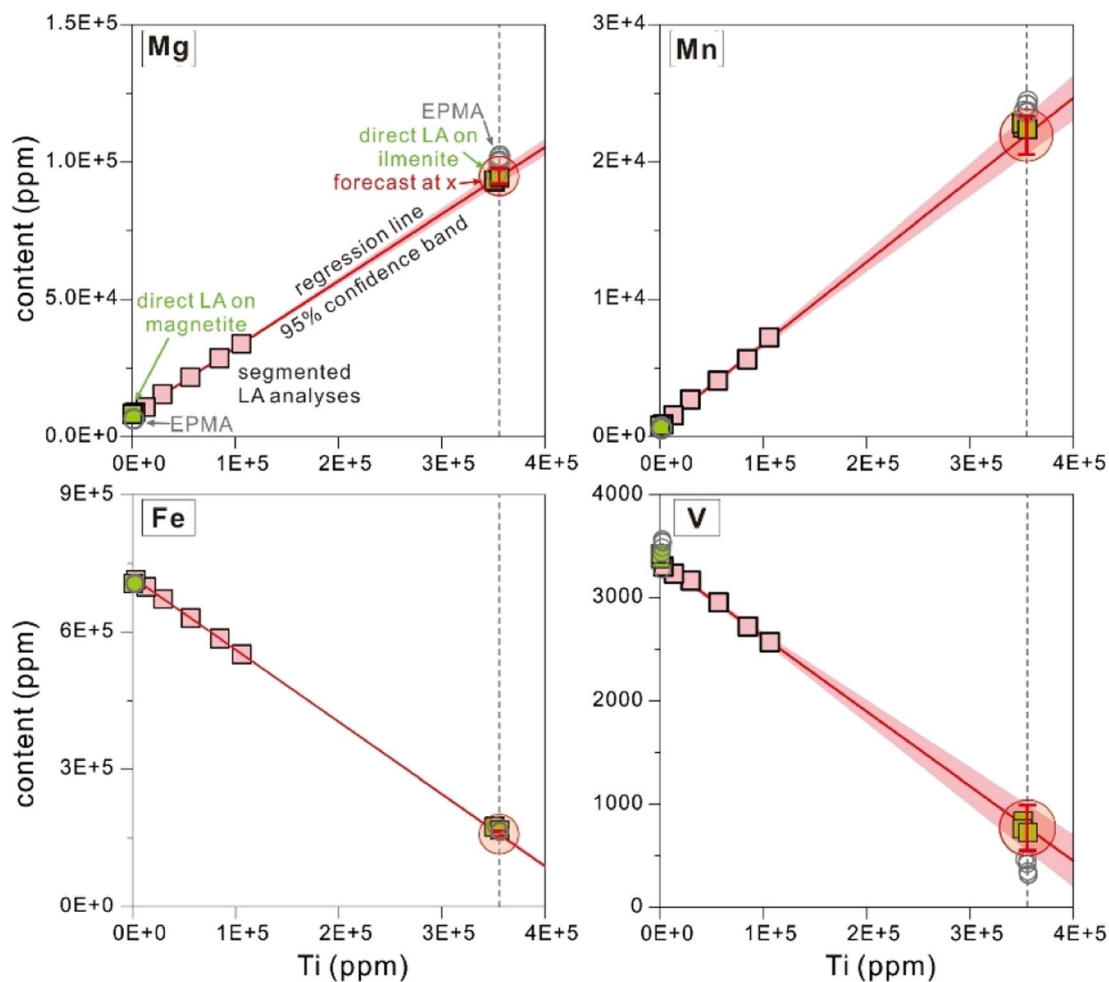 1.5E+5
1.0E+5
5.0E+4
0.0E+0
content (ppm)
Mg
EPMA
direct LA on
ilmenite
forecast at x
regression line
95% confidence band
direct LA on
magnetite
segmented
LA analyses
EPMA
0E+0
1E+5
2E+5
3E+5
4E+5
3E+4
2E+4
1E+4
0E+0
Mn
0E+0
1E+5
2E+5
3E+5
4E+5
9E+5
6E+5
3E+5
0E+0
content (ppm)
Fe
0E+0
1E+5
2E+5
3E+5
4E+5
Ti (ppm)
4000
3000
2000
1000
0
V
0E+0
1E+5
2E+5
3E+5
4E+5
Ti (ppm)